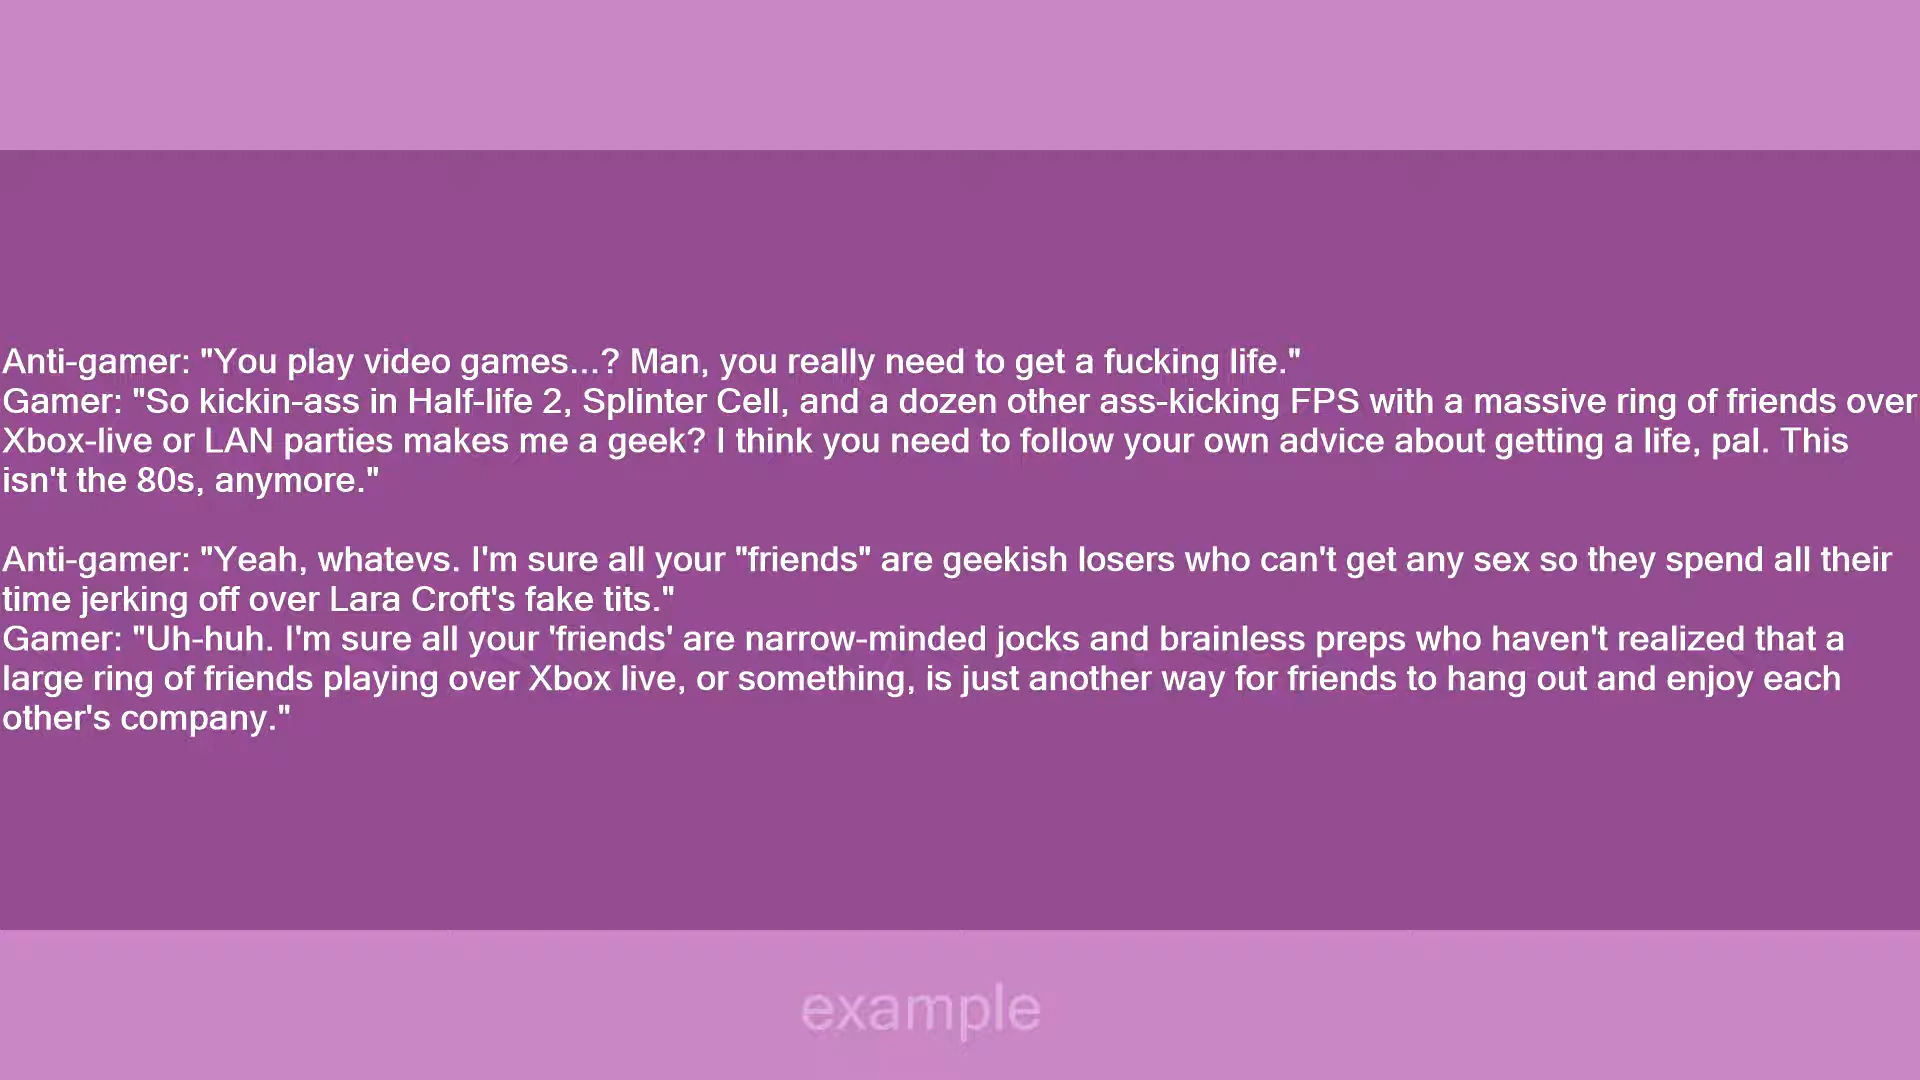 Anti-gamer: "You play video games...? Man, you really need to get a fucking life."
Gamer: "So kickin-ass in Half-life 2, Splinter Cell, and a dozen other ass-kicking FPS with a massive ring of friends over
Xbox-live or LAN parties makes me a geek? I think you need to follow your own advice about getting a life, pal. This
isn't the 80s, anymore."
Anti-gamer: "Yeah, whatevs. I'm sure all your "friends" are geekish losers who can't get any sex so they spend all their
time jerking off over Lara Croft's fake tits."
Gamer: "Uh-huh. I'm sure all your 'friends' are narrow-minded jocks and brainless preps who haven't realized that a
large ring of friends playing over Xbox live, or something, is just another way for friends to hang out and enjoy each
other's company."
example